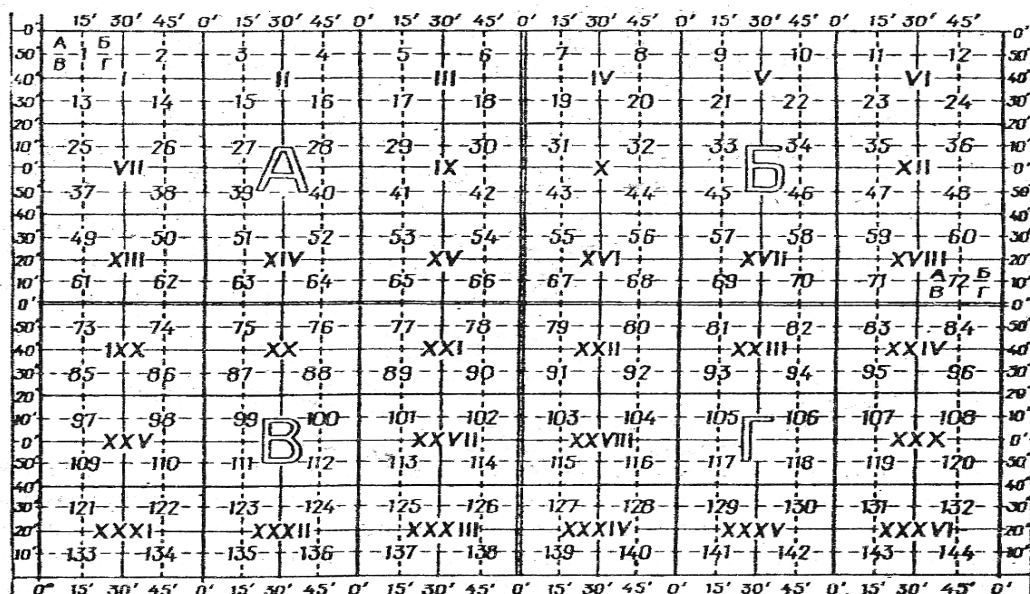 0' 15' 30' 45' 0' 15' 30' 45' 0' 15' 30' 45' 0' 15' 30' 45' 0' 15' 30' 45' 0' 15' 30' 45'
0' 0'
А Б
50' 1 2 3 4 5 6 7 8 9 10 11 12 50'
В Г
40' I II III IV V VI 40'
30' 13 14 15 16 17 18 19 20 21 22 23 24 30'
20' 20'
10' 25 26 27 28 29 30 31 32 33 34 35 36 10'
0' VII А IX X Б XII 0'
50' 37 38 39 40 41 42 43 44 45 46 47 48 50'
40' 40'
30' 49 50 51 52 53 54 55 56 57 58 59 60 30'
20' XIII XIV XV XVI XVII XVIII 20'
А Б
10' 61 62 63 64 65 66 67 68 69 70 71 72 10'
В Г
0' 0'
50' 73 74 75 76 77 78 79 80 81 82 83 84 50'
40' IXX XX XXI XXII XXIII XXIV 40'
30' 85 86 87 88 89 90 91 92 93 94 95 96 30'
20' 20'
10' 97 98 99 100 101 102 103 104 105 106 107 108 10'
0' XXV В XXVII XXVIII Г XXX 0'
50' 109 110 111 112 113 114 115 116 117 118 119 120 50'
40' 40'
30' 121 122 123 124 125 126 127 128 129 130 131 132 30'
20' XXXI XXXII XXXIII XXXIV XXXV XXXVI 20'
10' 133 134 135 136 137 138 139 140 141 142 143 144 10'
0° 15' 30' 45' 0' 15' 30' 45' 0' 15' 30' 45' 0' 15' 30' 45' 0' 15' 30' 45' 0' 15' 30' 45' 0'